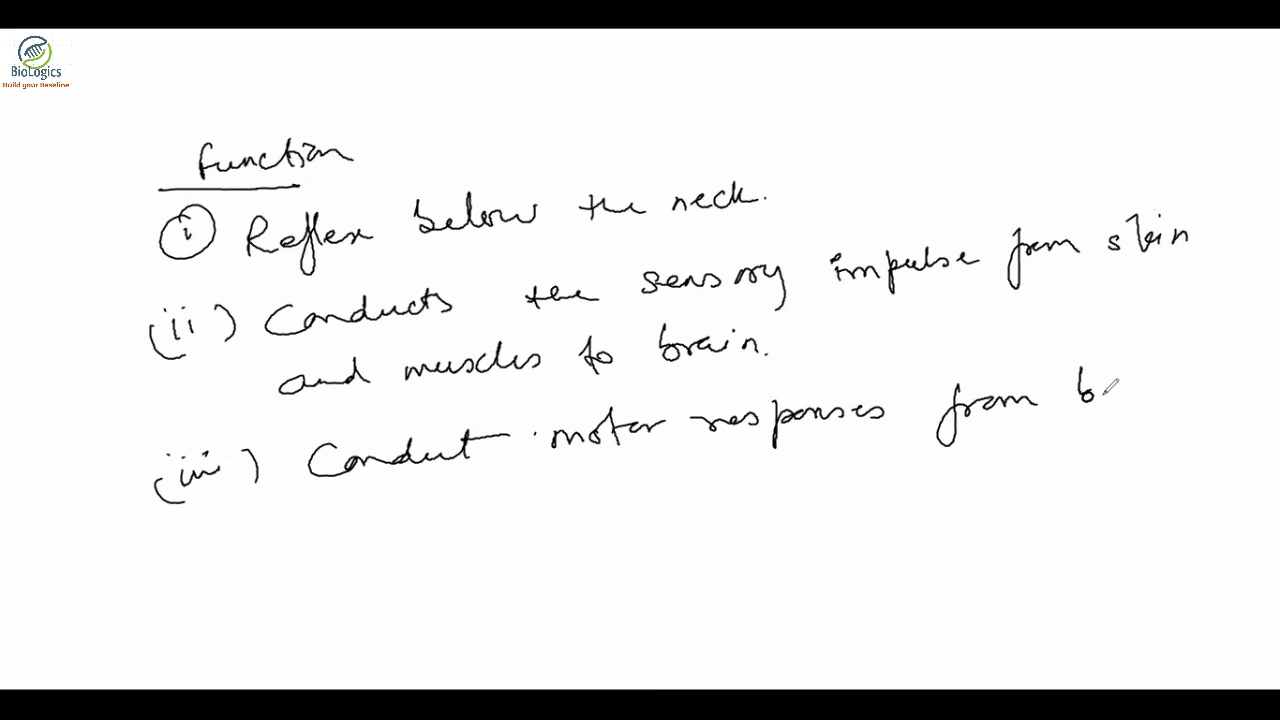 BioLogics
Build your Baseline
Function
(i) Reflex below the neck.
(ii) Conducts the sensory impulse from skin
and muscles to brain.
(iii) Conduct motor responses from b